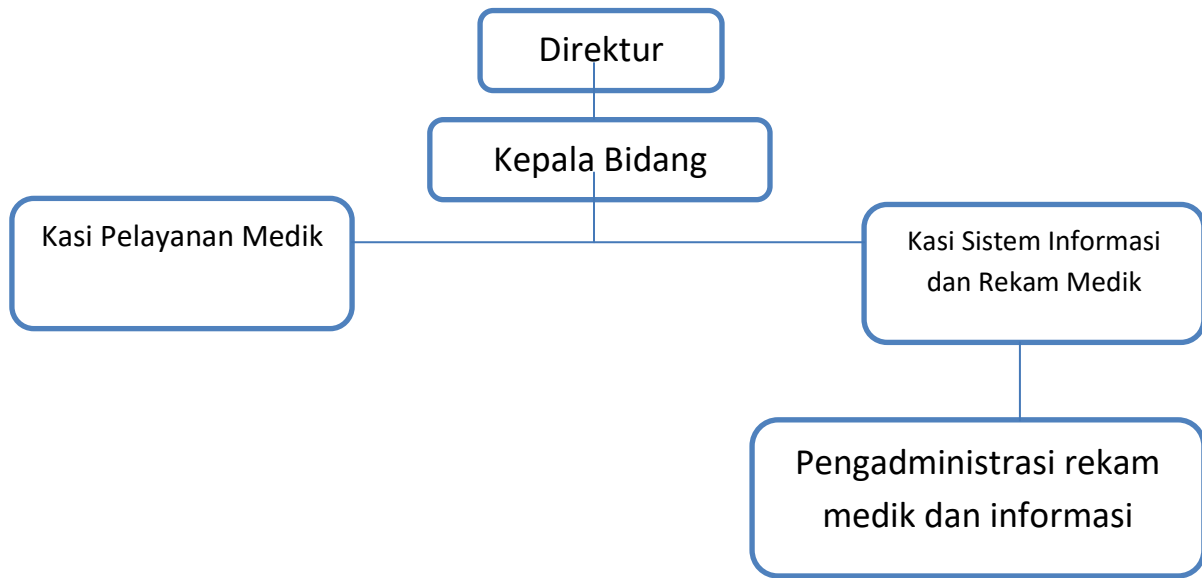 Direktur
Kepala Bidang
Kasi Pelayanan Medik
Kasi Sistem Informasi
dan Rekam Medik
Pengadministrasi rekam
medik dan informasi